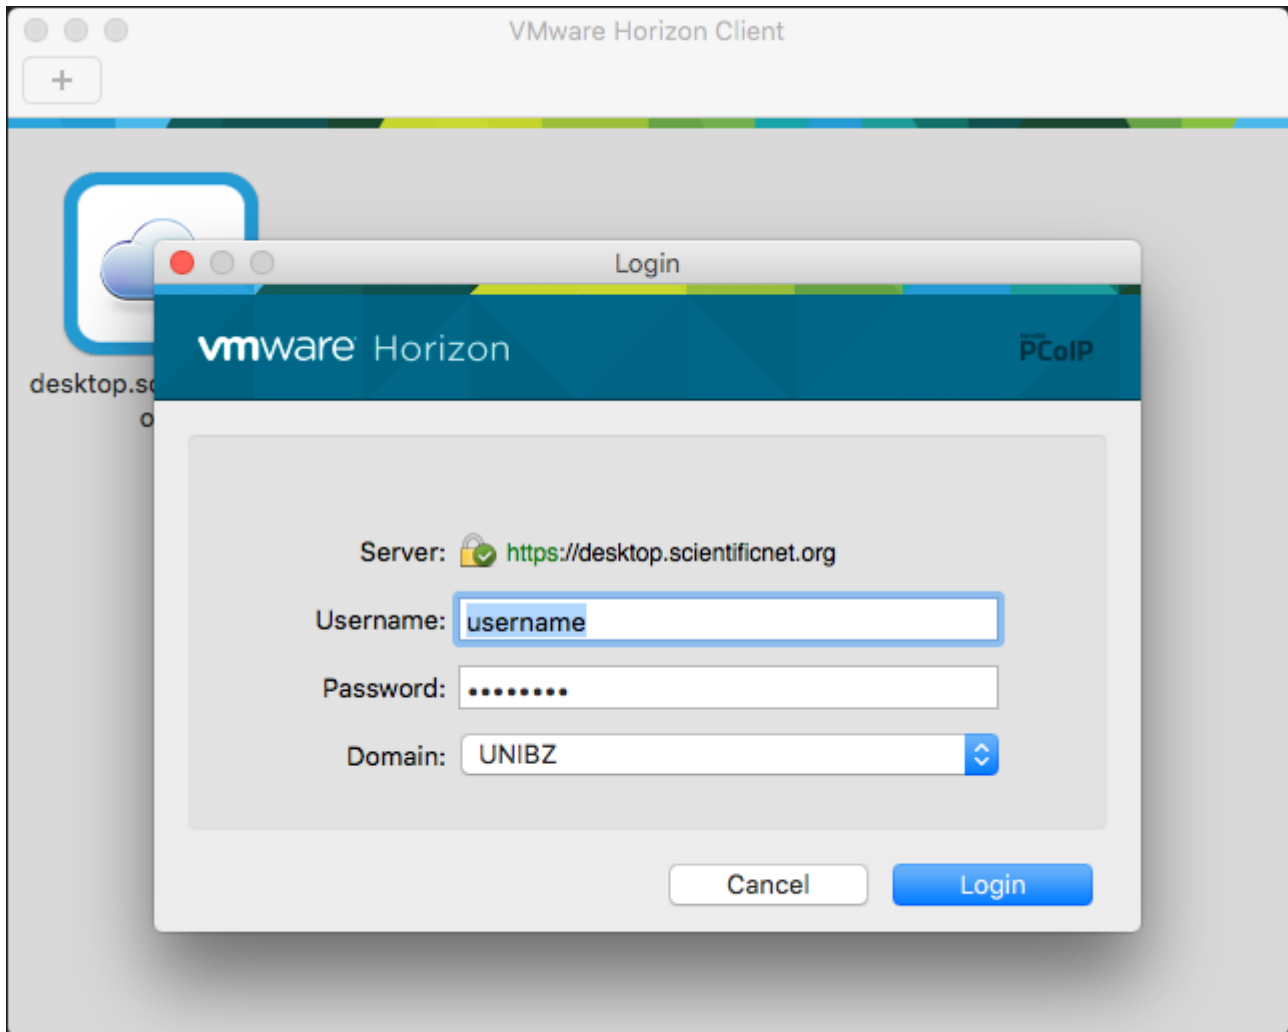 VMware Horizon Client
+
desktop.sc
o
Login
vmware Horizon
PCoIP
Server: https://desktop.scientificnet.org
Username: username
Password: ••••••••
Domain: UNIBZ
Cancel Login